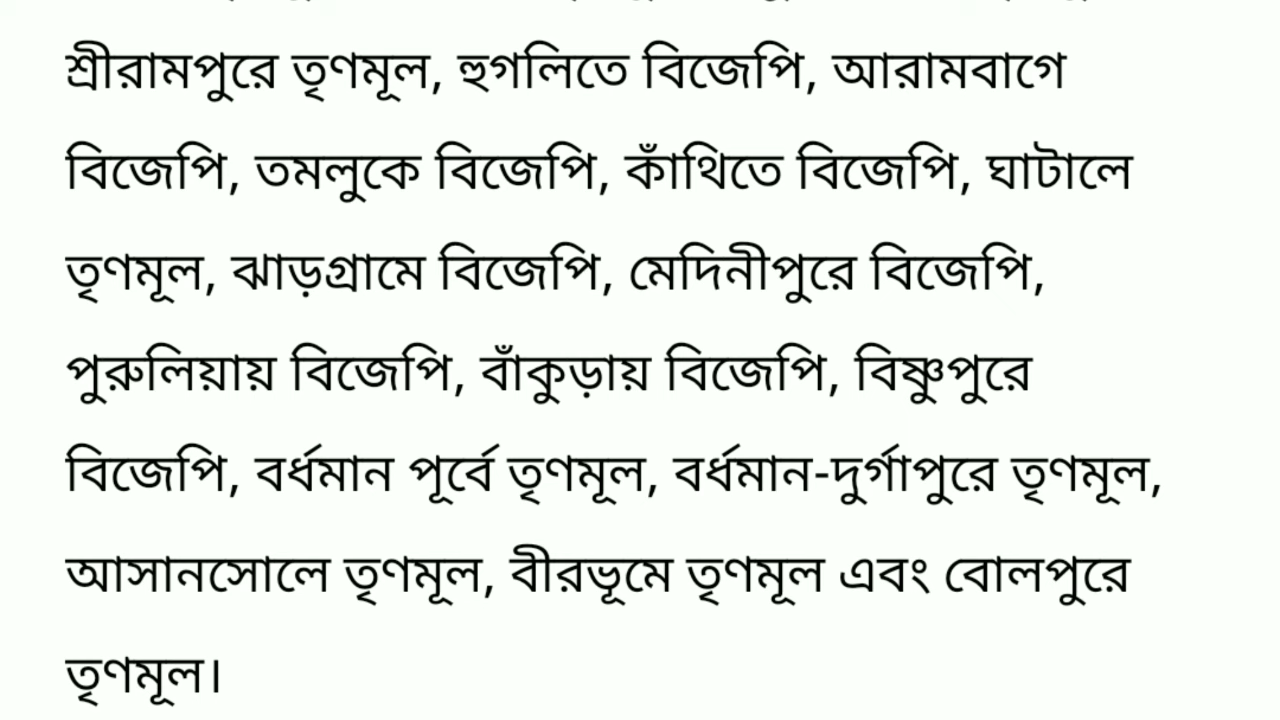 শ্রীরামপুরে তৃণমূল, হুগলিতে বিজেপি, আরামবাগে
বিজেপি, তমলুকে বিজেপি, কাঁথিতে বিজেপি, ঘাটালে
তৃণমূল, ঝাড়গ্রামে বিজেপি, মেদিনীপুরে বিজেপি,
পুরুলিয়ায় বিজেপি, বাঁকুড়ায় বিজেপি, বিষ্ণুপুরে
বিজেপি, বর্ধমান পূর্বে তৃণমূল, বর্ধমান-দুর্গাপুরে তৃণমূল,
আসানসোলে তৃণমূল, বীরভূমে তৃণমূল এবং বোলপুরে
তৃণমূল।